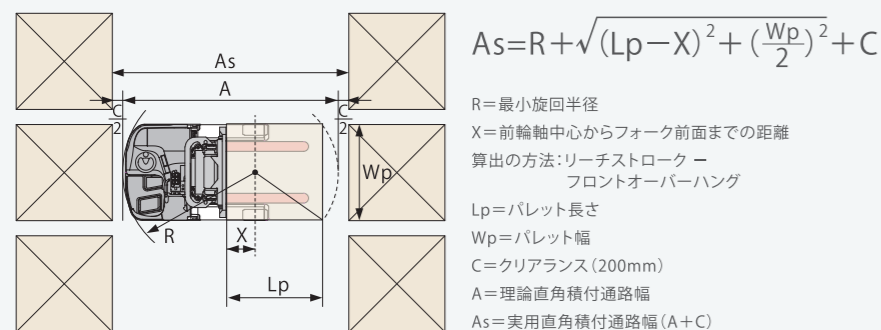 As
A
C
2
C
2
Wp
R
X
Lp
As=R+√(Lp−X)²+(Wp/2)²+C
R=最小旋回半径
X=前輪軸中心からフォーク前面までの距離
算出の方法:リーチストローク −
フロントオーバーハング
Lp=パレット長さ
Wp=パレット幅
C=クリアランス(200mm)
A=理論直角積付通路幅
As=実用直角積付通路幅(A+C)